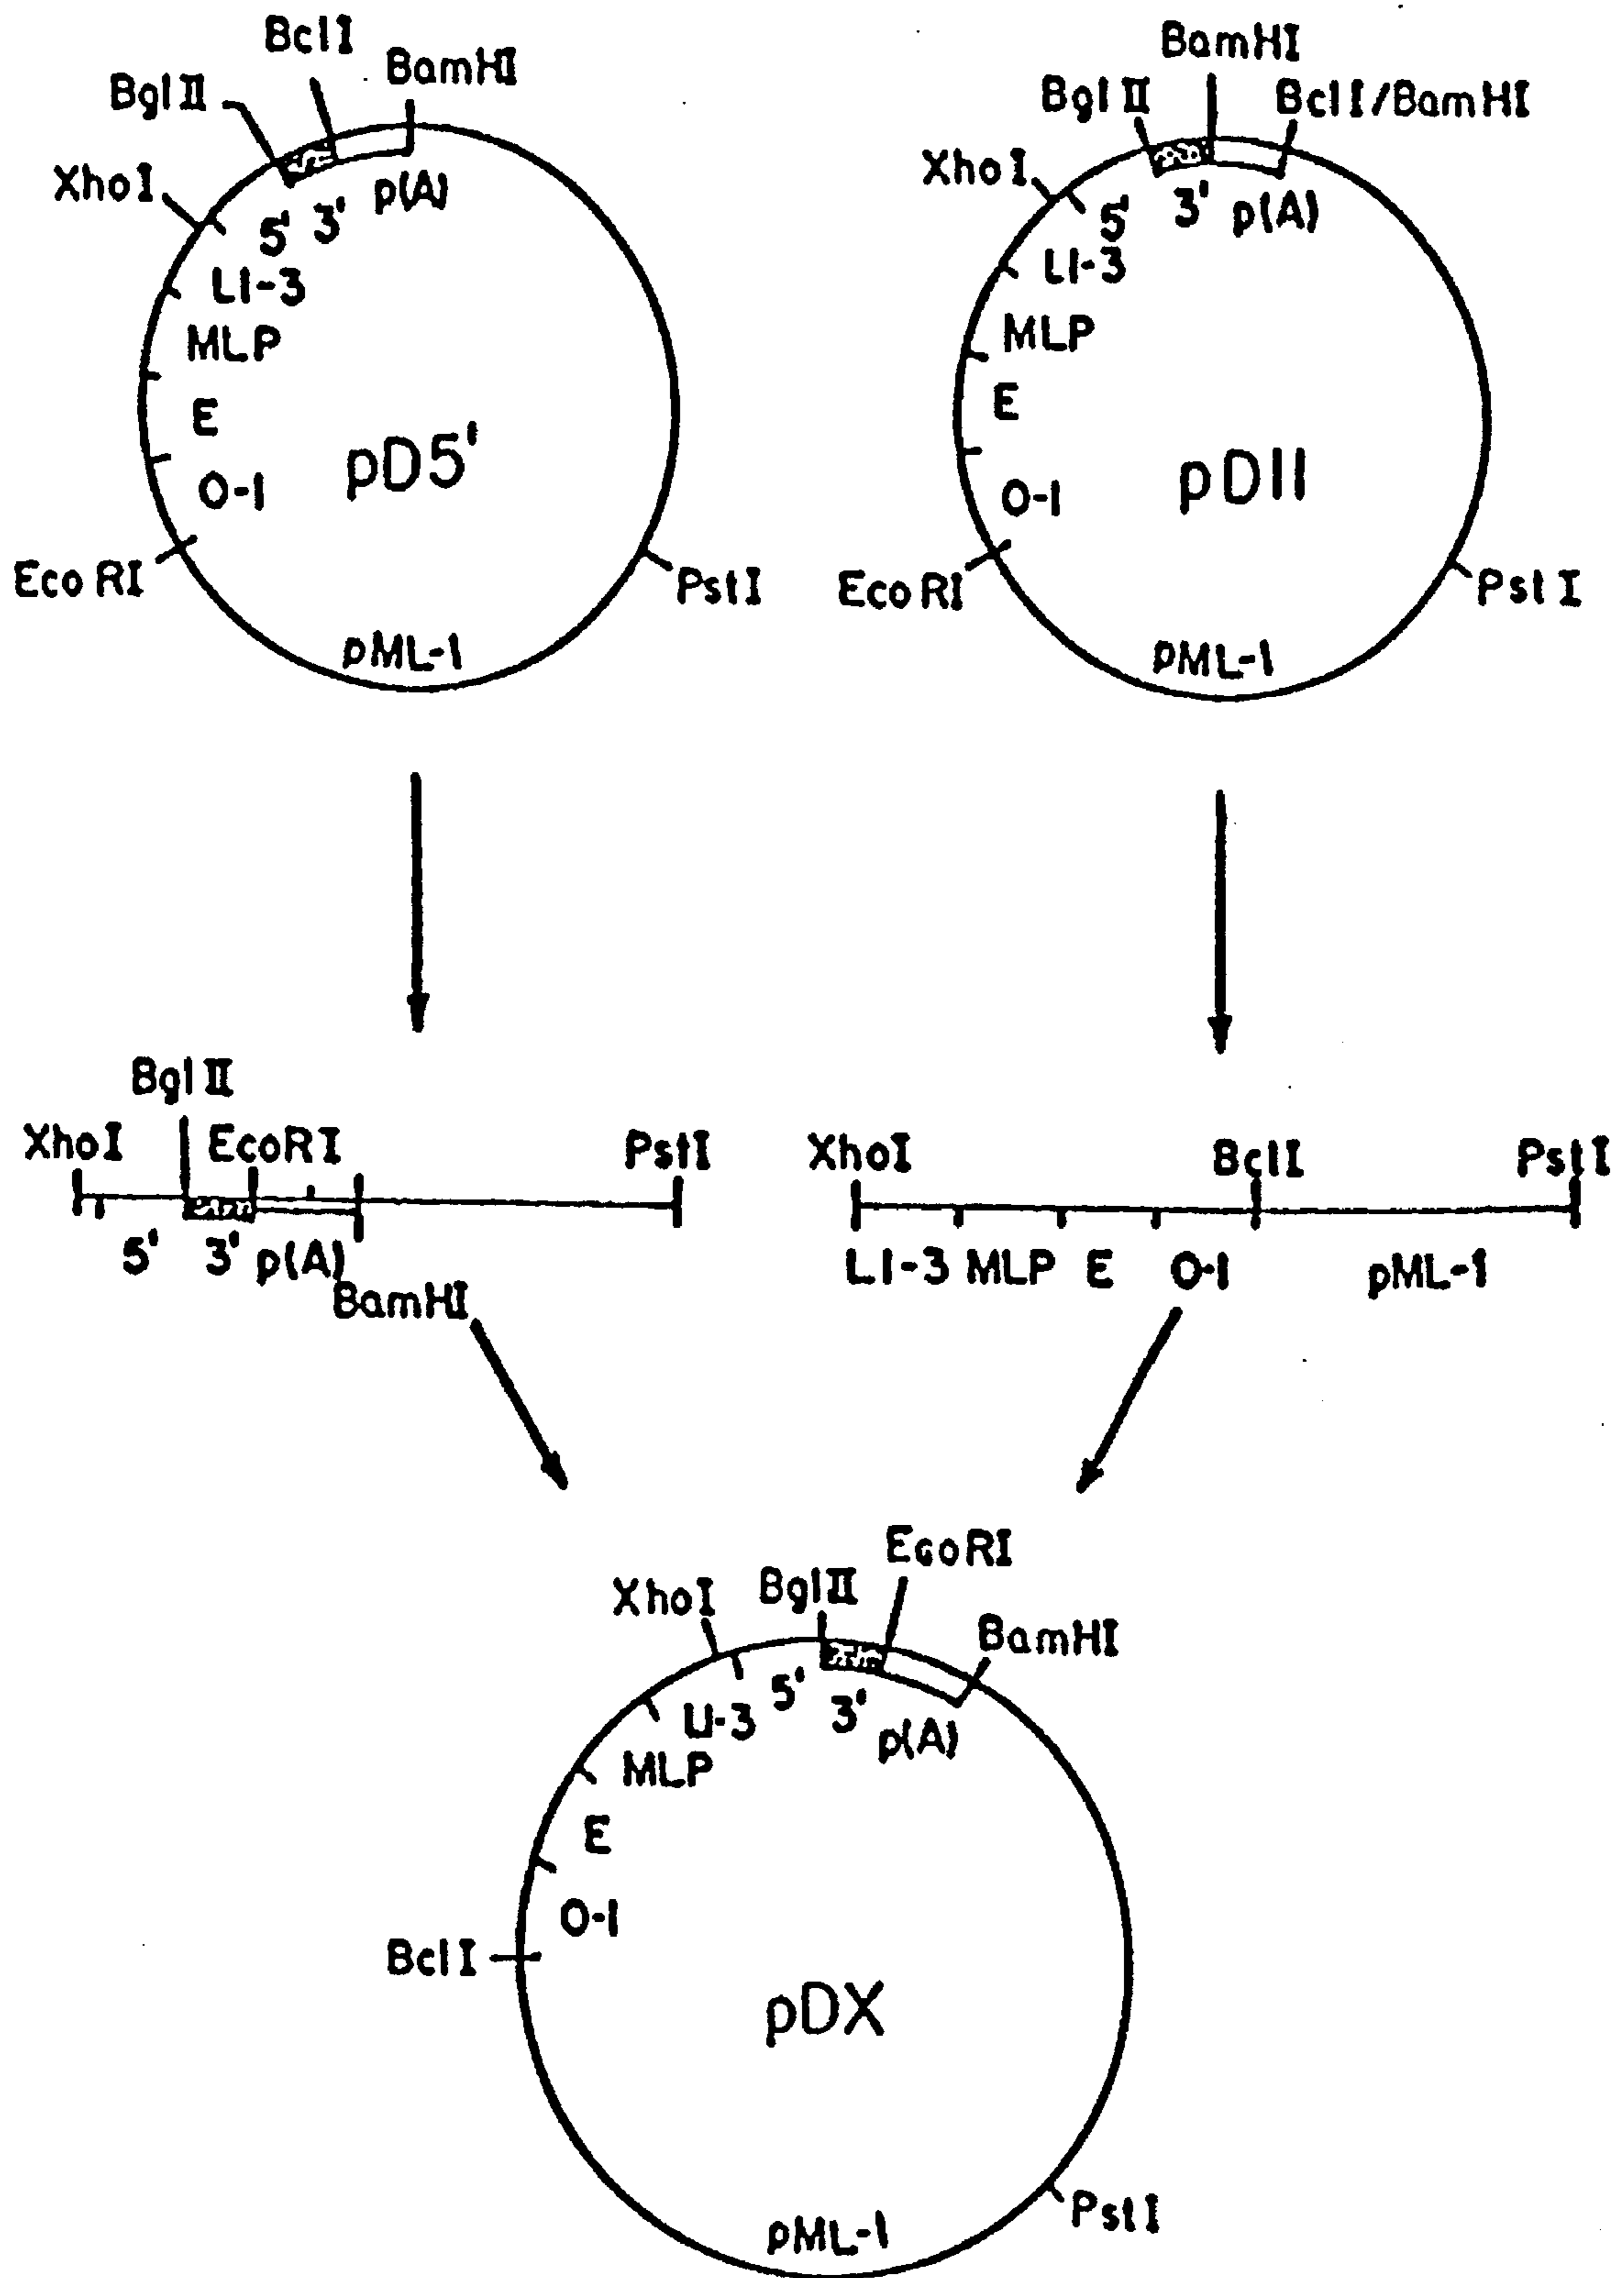 BclI
BamHI
BglII
XhoI
5' 3' p(A)
L1-3
MLP
E
pD5'
O-1
EcoRI
PstI
pML-1
BamHI
BglII
BclI/BamHI
XhoI
5' 3' p(A)
L1-3
MLP
E
pD11
O-1
EcoRI
PstI
pML-1
BglII
XhoI
EcoRI
PstI
5' 3' p(A)
BamHI
XhoI
BclI
PstI
L1-3 MLP E O-1 pML-1
EcoRI
XhoI
BglII
BamHI
5' 3' p(A)
L1-3
MLP
E
O-1
BclI
pDX
PstI
pML-1